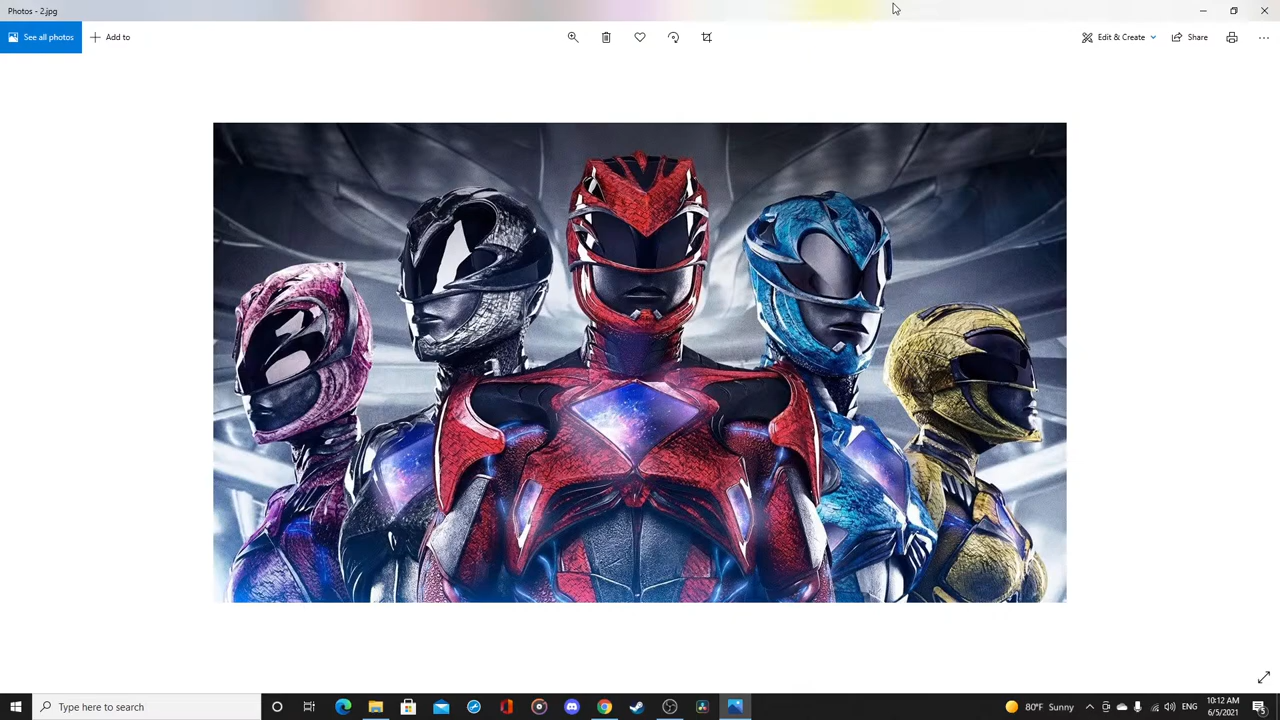 Photos - 2.jpg
See all photos
Add to
Edit & Create
Share
Type here to search
80°F Sunny
ENG
10:12 AM
6/5/2021
5